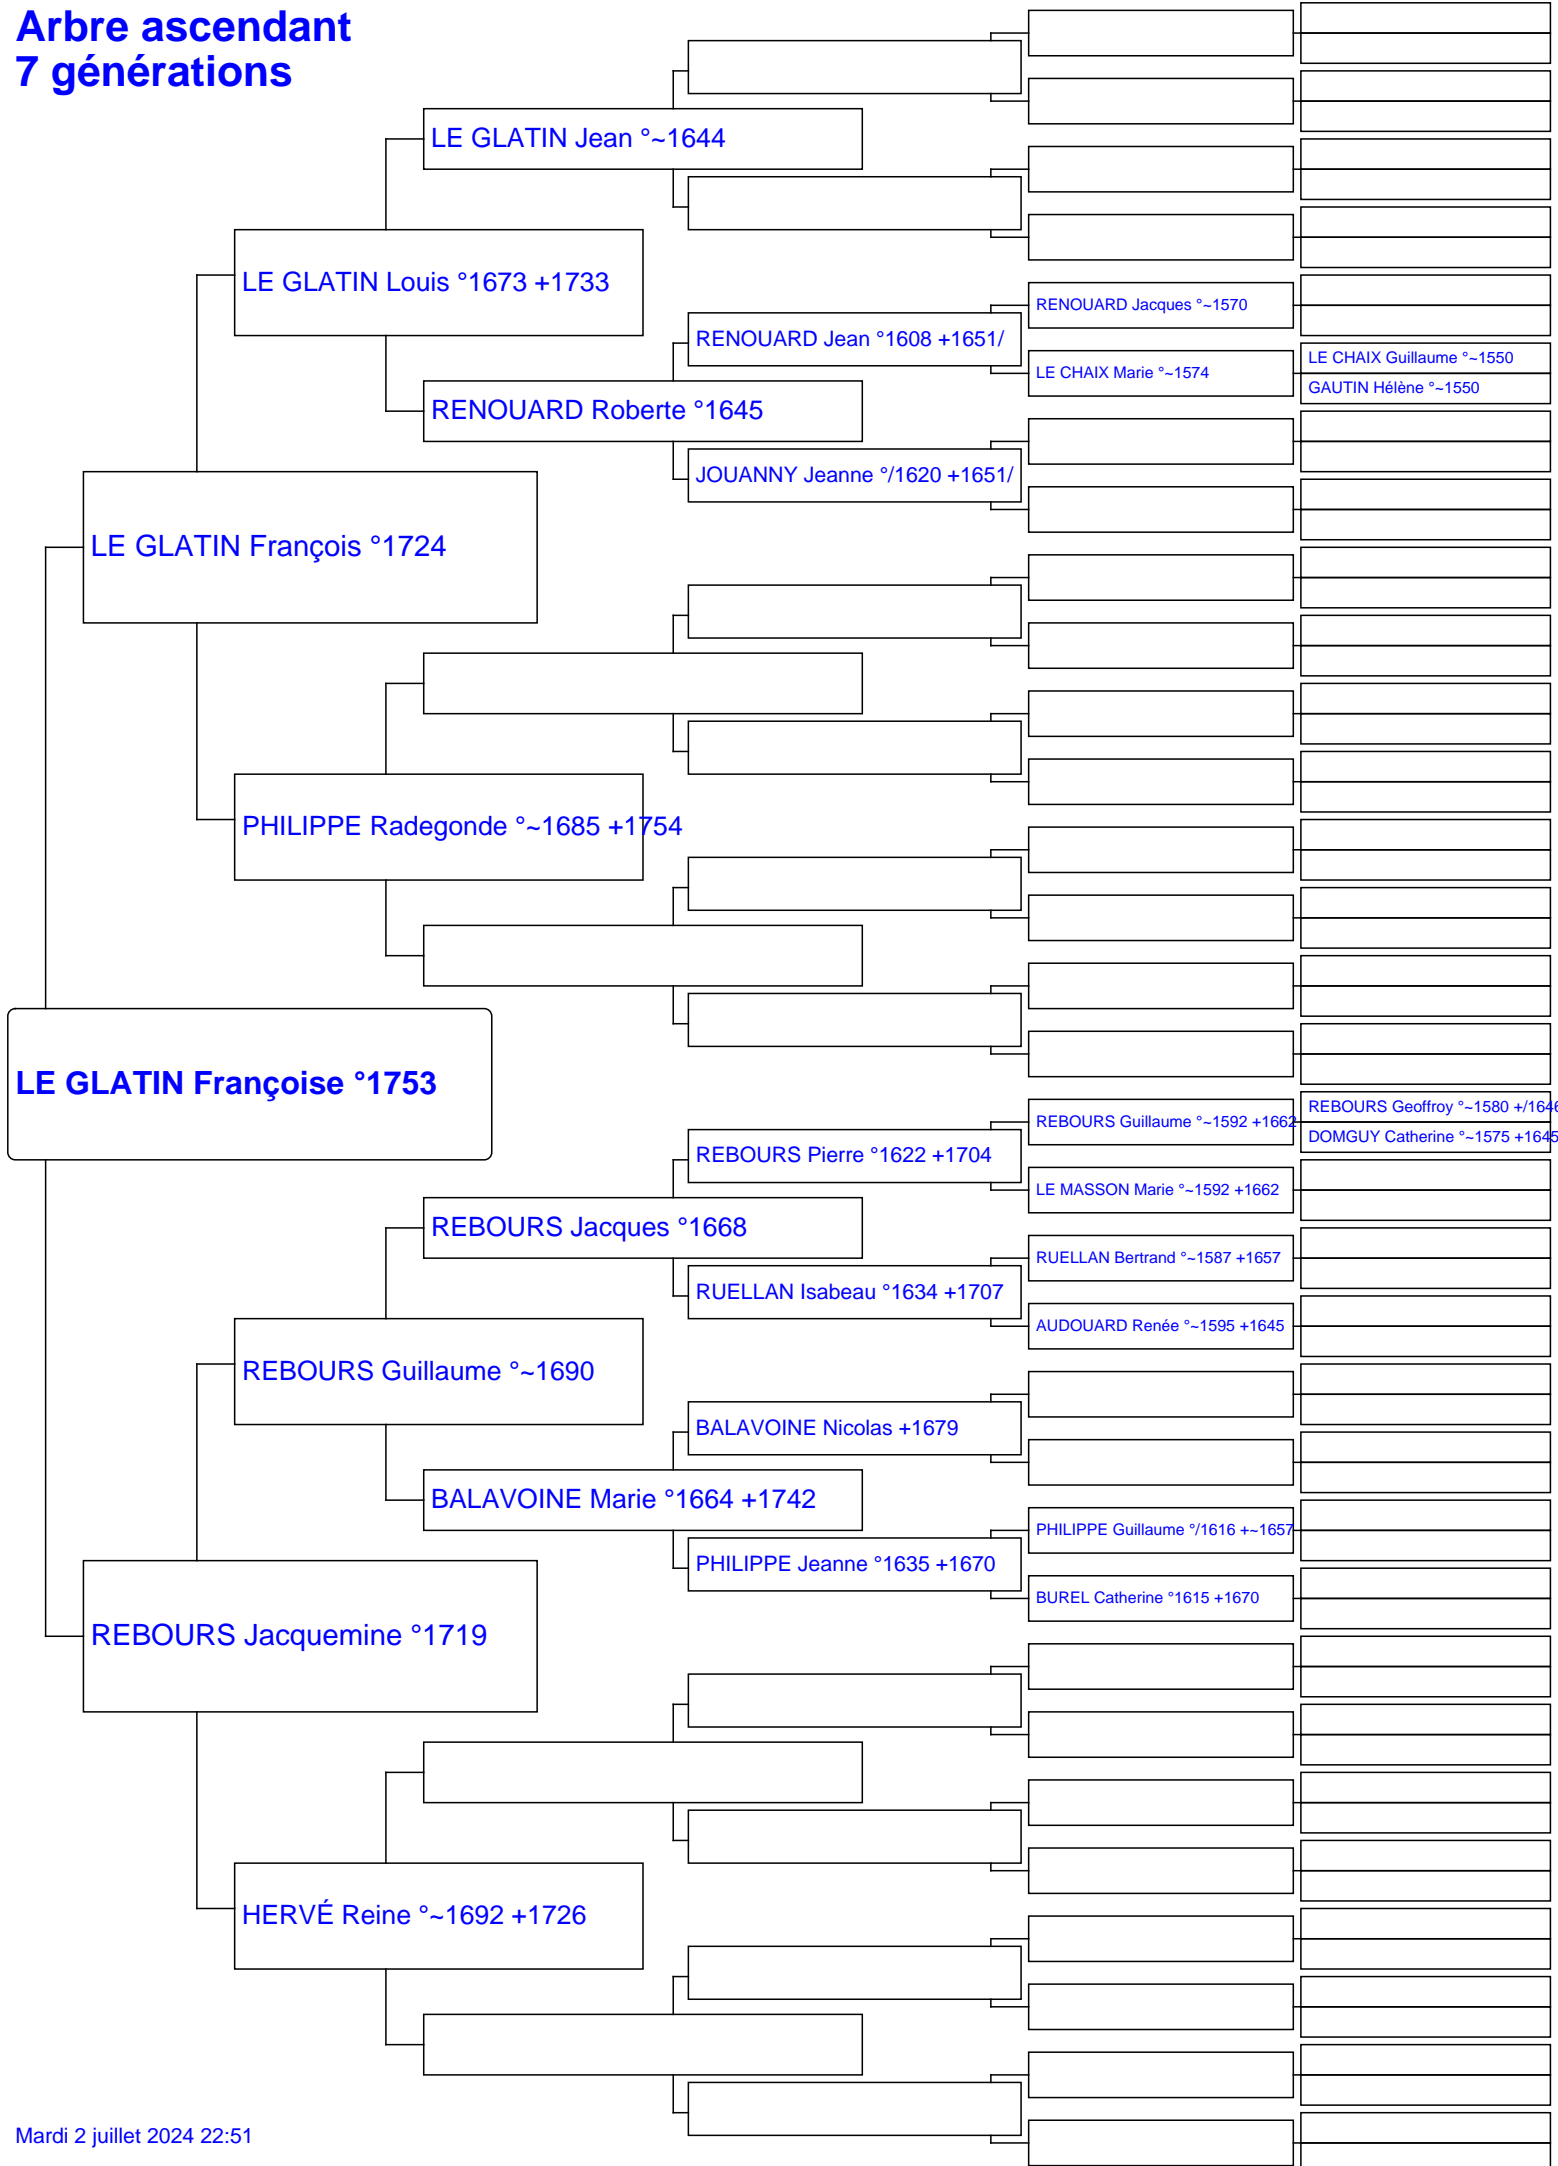 Arbre ascendant
7 générations
LE GLATIN Jean °~1644
LE GLATIN Louis °1673 +1733
RENOUARD Jacques °~1570
RENOUARD Jean °1608 +1651/
LE CHAIX Guillaume °~1550
LE CHAIX Marie °~1574
GAUTIN Hélène °~1550
RENOUARD Roberte °1645
JOUANNY Jeanne °/1620 +1651/
LE GLATIN François °1724
PHILIPPE Radegonde °~1685 +1754
LE GLATIN Françoise °1753
REBOURS Geoffroy °~1580 +/1646
REBOURS Guillaume °~1592 +1662
DOMGUY Catherine °~1575 +1645
REBOURS Pierre °1622 +1704
LE MASSON Marie °~1592 +1662
REBOURS Jacques °1668
RUELLAN Bertrand °~1587 +1657
RUELLAN Isabeau °1634 +1707
AUDOUARD Renée °~1595 +1645
REBOURS Guillaume °~1690
BALAVOINE Nicolas +1679
BALAVOINE Marie °1664 +1742
PHILIPPE Guillaume °/1616 +~1657
PHILIPPE Jeanne °1635 +1670
BUREL Catherine °1615 +1670
REBOURS Jacquemine °1719
HERVÉ Reine °~1692 +1726
Mardi 2 juillet 2024 22:51